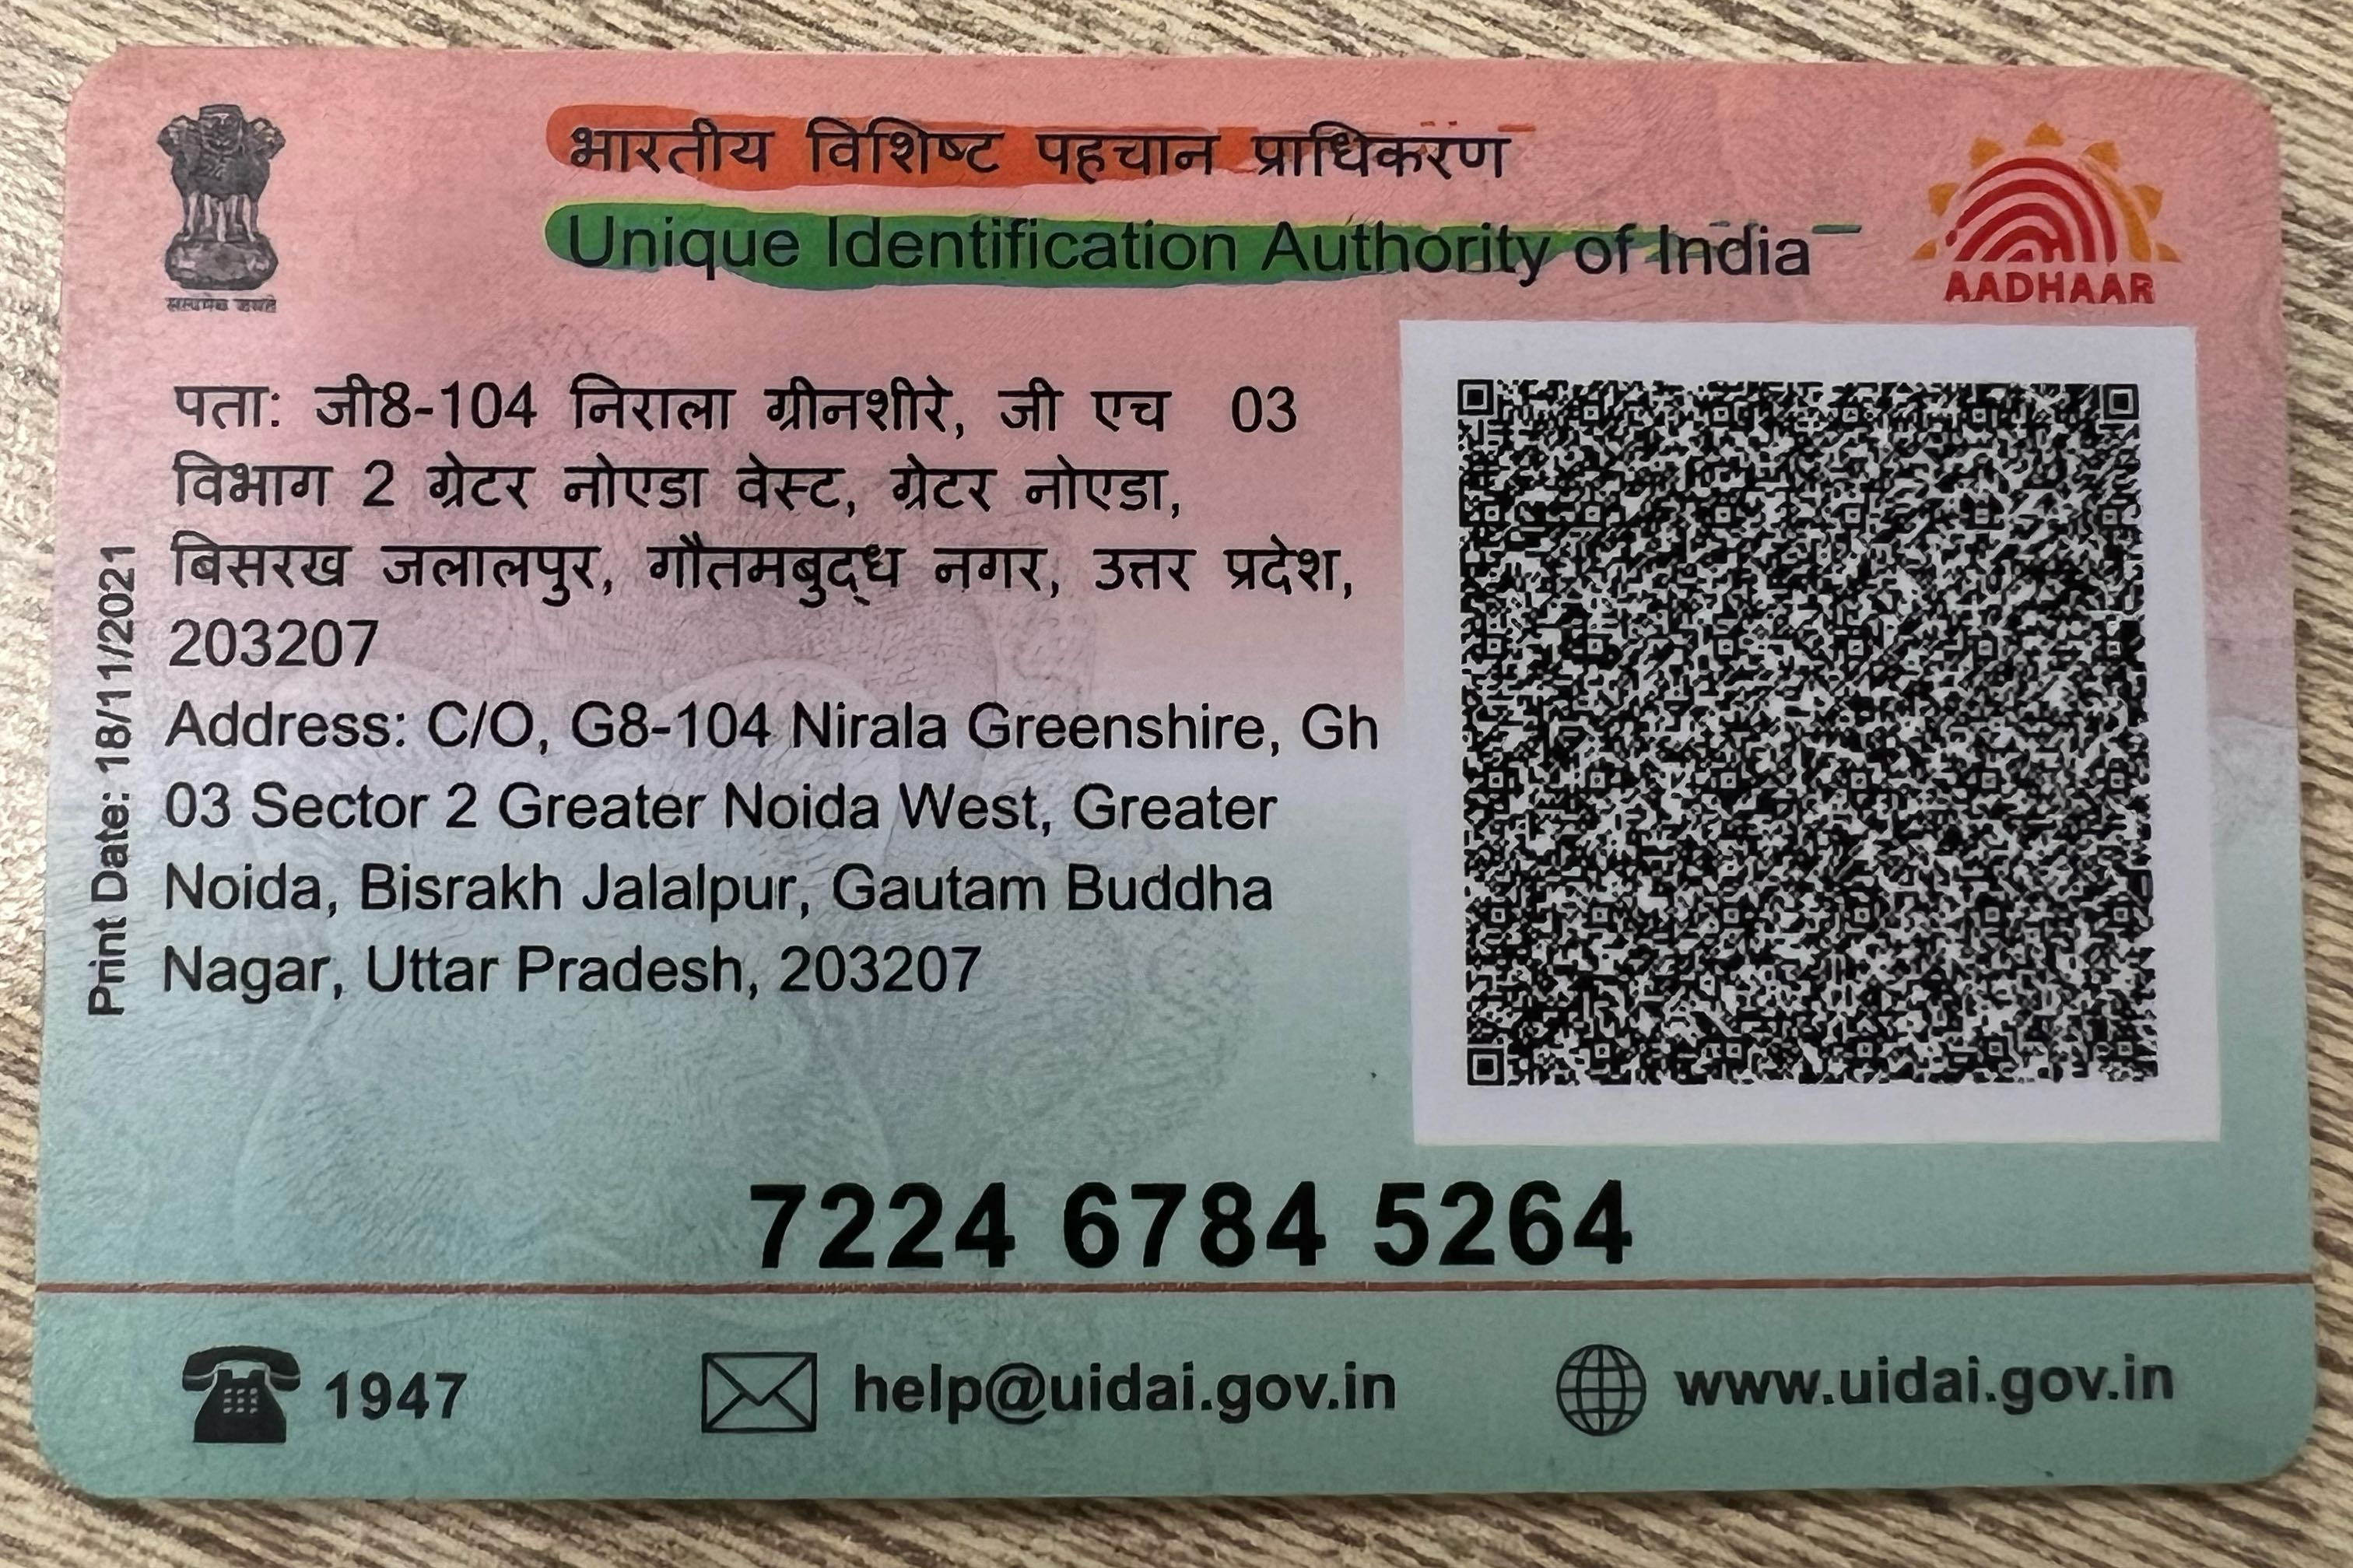 भारतीय विशिष्ट पहचान प्राधिकरण
Unique Identification Authority of India
AADHAAR
सत्यमेव जयते
पता: जी8-104 निराला ग्रीनशीरे, जी एच 03
विभाग 2 ग्रेटर नोएडा वेस्ट, ग्रेटर नोएडा,
बिसरख जलालपुर, गौतमबुद्ध नगर, उत्तर प्रदेश,
203207
Address: C/O, G8-104 Nirala Greenshire, Gh
03 Sector 2 Greater Noida West, Greater
Noida, Bisrakh Jalalpur, Gautam Buddha
Nagar, Uttar Pradesh, 203207
Print Date: 18/11/2021
7224 6784 5264
1947
help@uidai.gov.in
www.uidai.gov.in